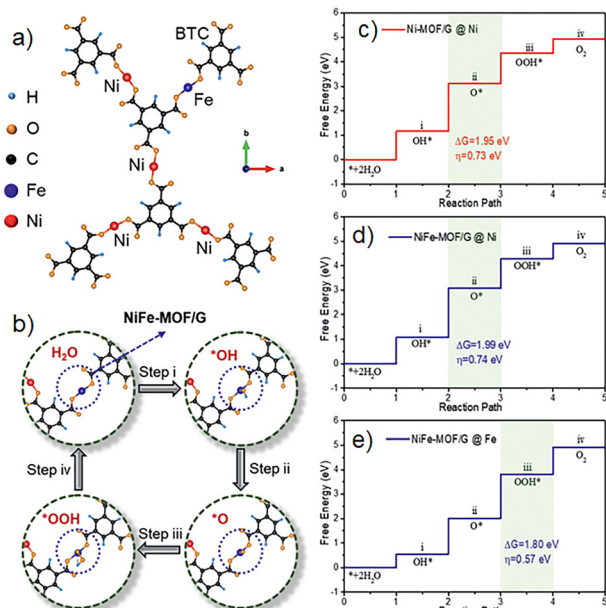 a)
BTC
Ni
Fe
H
O
C
Fe
Ni
Ni
b
a
Ni
Ni
b)
NiFe-MOF/G
H₂O
Step i
*OH
Step iv
Step ii
*OOH
Step iii
*O
c)
Ni-MOF/G @ Ni
Free Energy (eV)
6
5
4
3
2
1
0
-1
*+2H₂O
i
OH*
ii
O*
iii
OOH*
iv
O₂
ΔG=1.95 eV
η=0.73 eV
0 1 2 3 4 5
Reaction Path
d)
NiFe-MOF/G @ Ni
Free Energy (eV)
6
5
4
3
2
1
0
-1
*+2H₂O
i
OH*
ii
O*
iii
OOH*
iv
O₂
ΔG=1.99 eV
η=0.74 eV
0 1 2 3 4 5
Reaction Path
e)
NiFe-MOF/G @ Fe
Free Energy (eV)
6
5
4
3
2
1
0
-1
*+2H₂O
i
OH*
ii
O*
iii
OOH*
iv
O₂
ΔG=1.80 eV
η=0.57 eV
0 1 2 3 4 5
Reaction Path